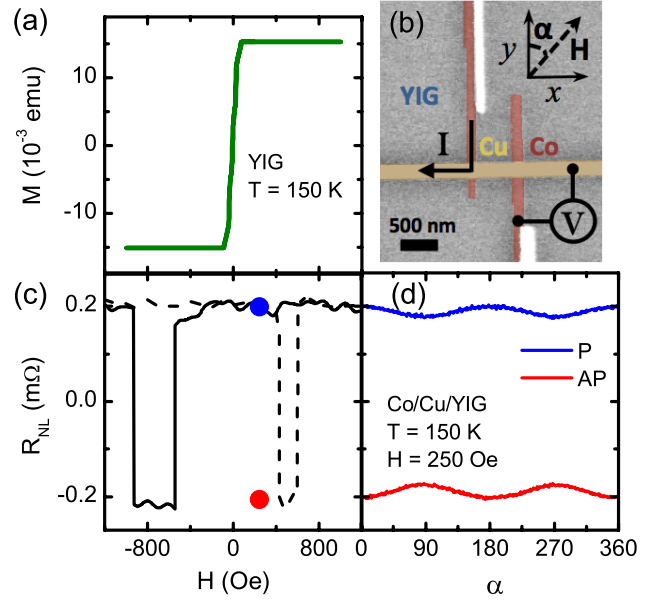 (a)
M (10⁻³ emu)
10
0
-10
YIG
T = 150 K
(b)
α
H
y
x
YIG
I
Cu
Co
V
500 nm
(c)
R_NL (mΩ)
0.2
0.0
-0.2
-800
0
800
H (Oe)
(d)
P
AP
Co/Cu/YIG
T = 150 K
H = 250 Oe
0
90
180
270
360
α